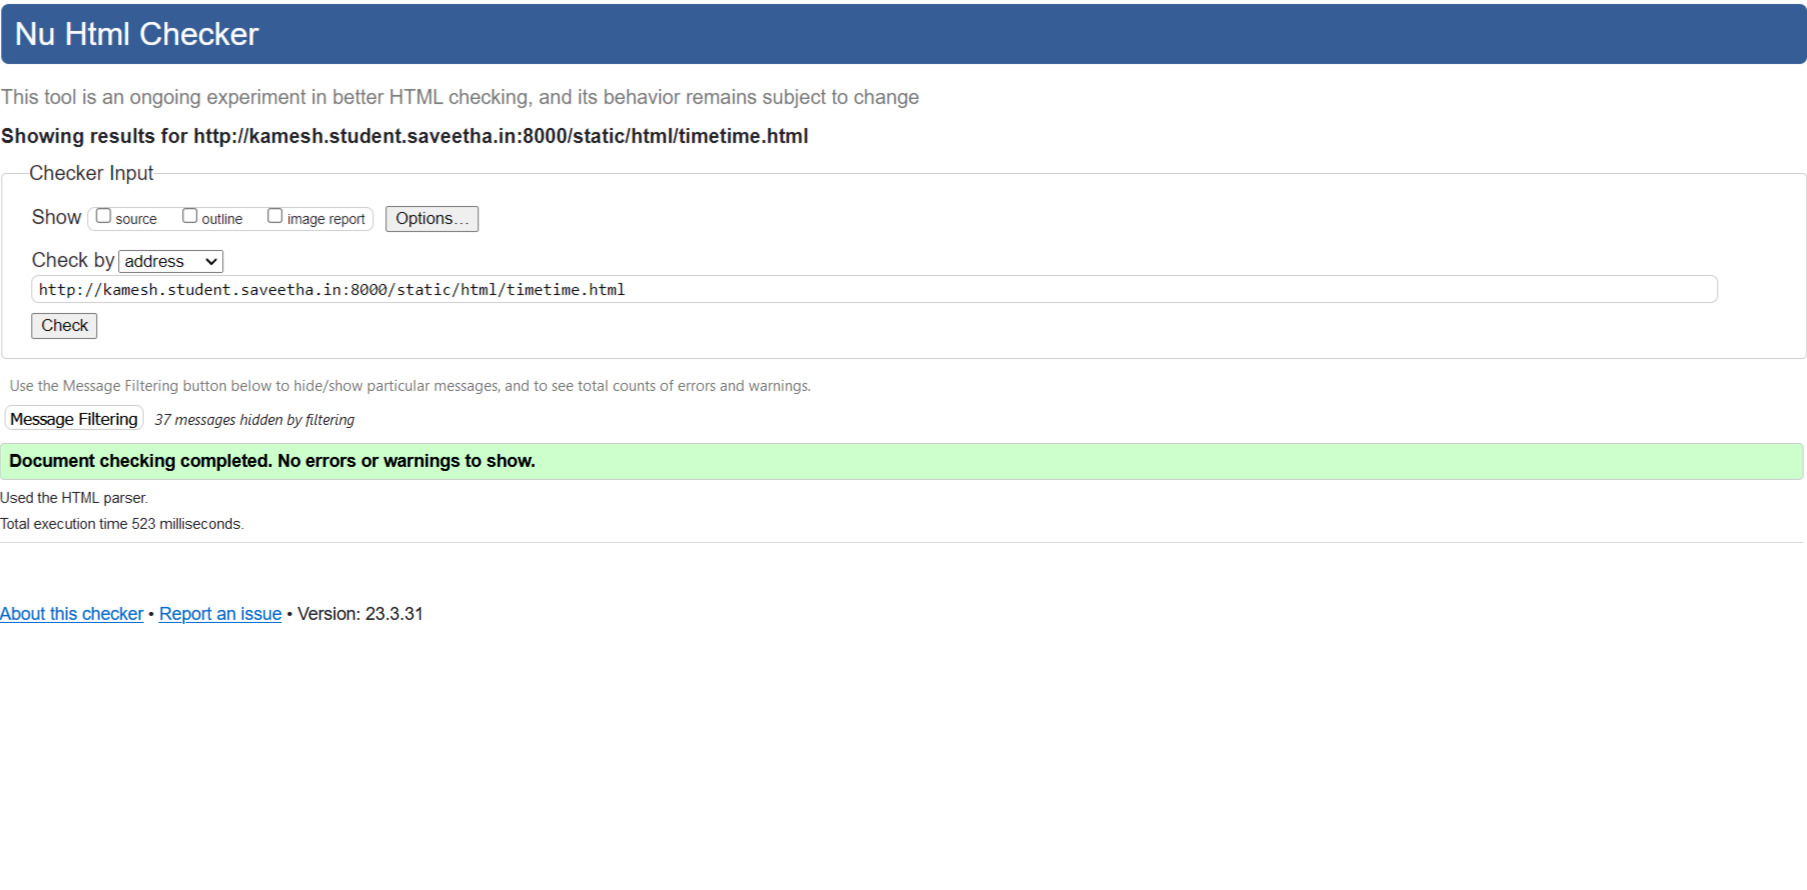 Nu Html Checker
This tool is an ongoing experiment in better HTML checking, and its behavior remains subject to change
Showing results for http://kamesh.student.saveetha.in:8000/static/html/timetime.html
Checker Input
Show source outline image report Options...
Check by address
http://kamesh.student.saveetha.in:8000/static/html/timetime.html
Check
Use the Message Filtering button below to hide/show particular messages, and to see total counts of errors and warnings.
Message Filtering 37 messages hidden by filtering
Document checking completed. No errors or warnings to show.
Used the HTML parser.
Total execution time 523 milliseconds.
About this checker • Report an issue • Version: 23.3.31